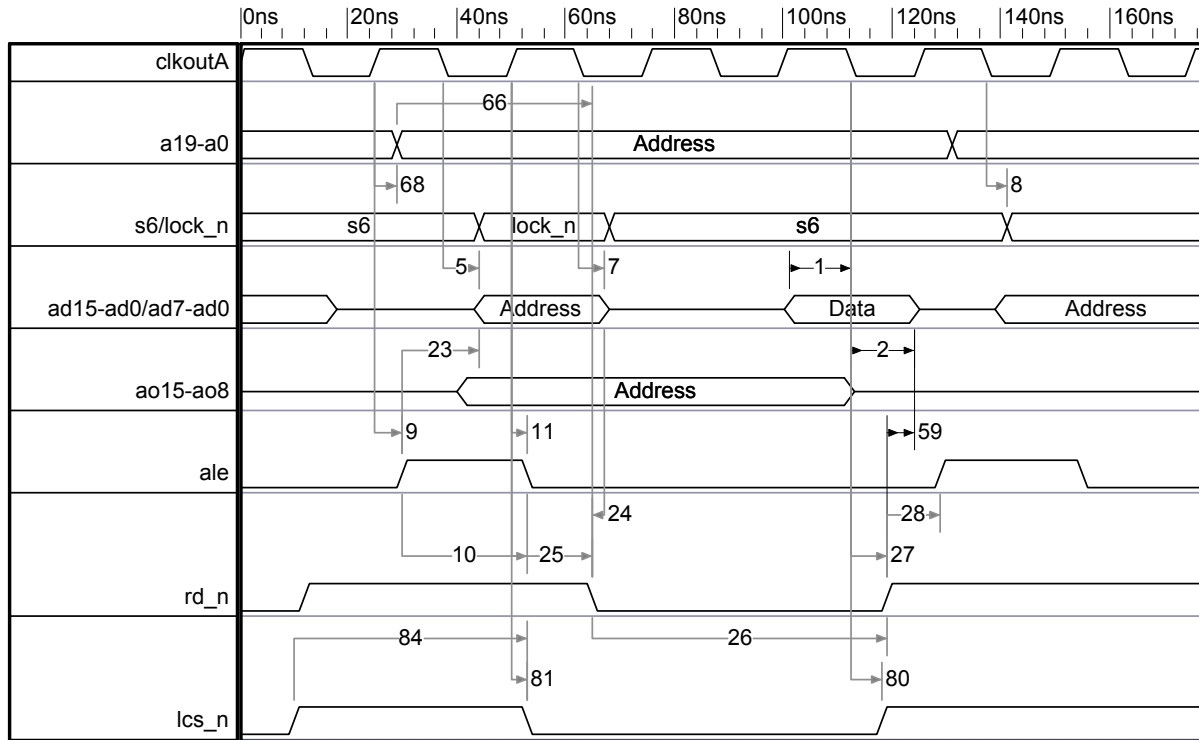 0ns 20ns 40ns 60ns 80ns 100ns 120ns 140ns 160ns
clkoutA
66
a19-a0 Address
68 8
s6/lock_n s6 lock_n s6
5 7 1
ad15-ad0/ad7-ad0 Address Data Address
23 2
ao15-ao8 Address
9 11 59
ale
24 28
10 25 27
rd_n
84 26
81 80
lcs_n